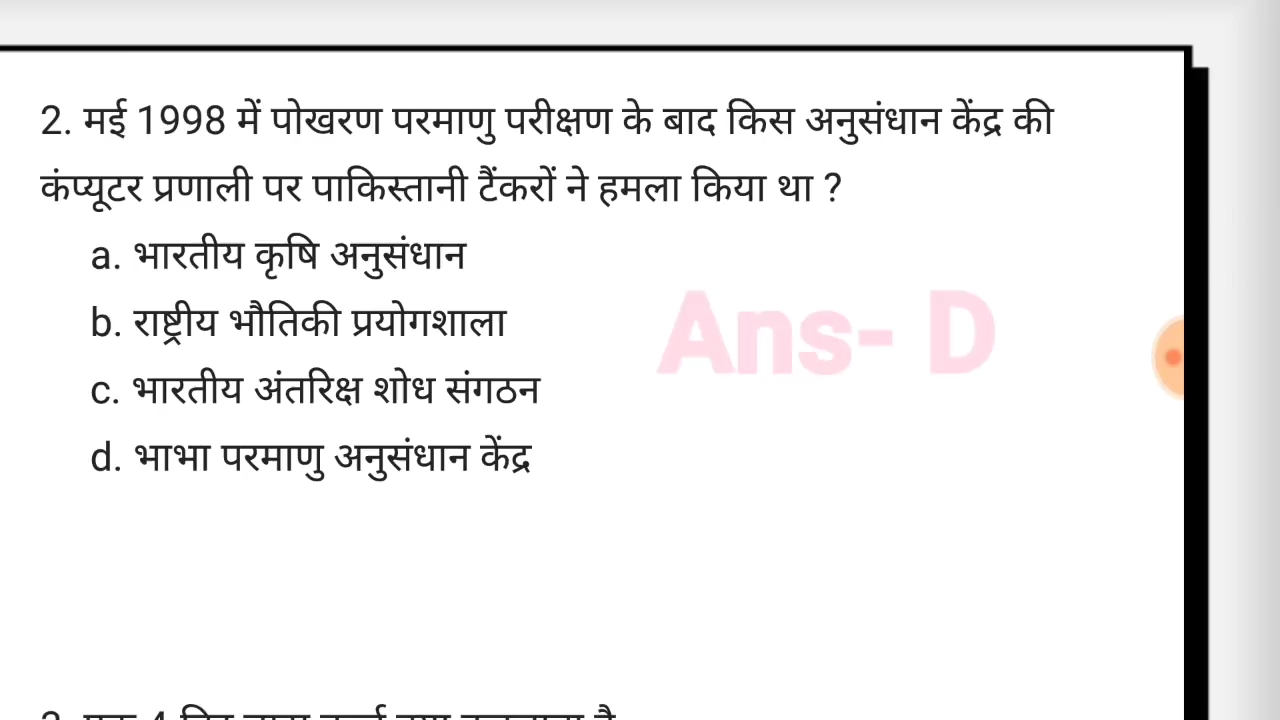 2. मई 1998 में पोखरण परमाणु परीक्षण के बाद किस अनुसंधान केंद्र की
कंप्यूटर प्रणाली पर पाकिस्तानी टैंकरों ने हमला किया था ?
a. भारतीय कृषि अनुसंधान
b. राष्ट्रीय भौतिकी प्रयोगशाला
Ans- D
c. भारतीय अंतरिक्ष शोध संगठन
d. भाभा परमाणु अनुसंधान केंद्र